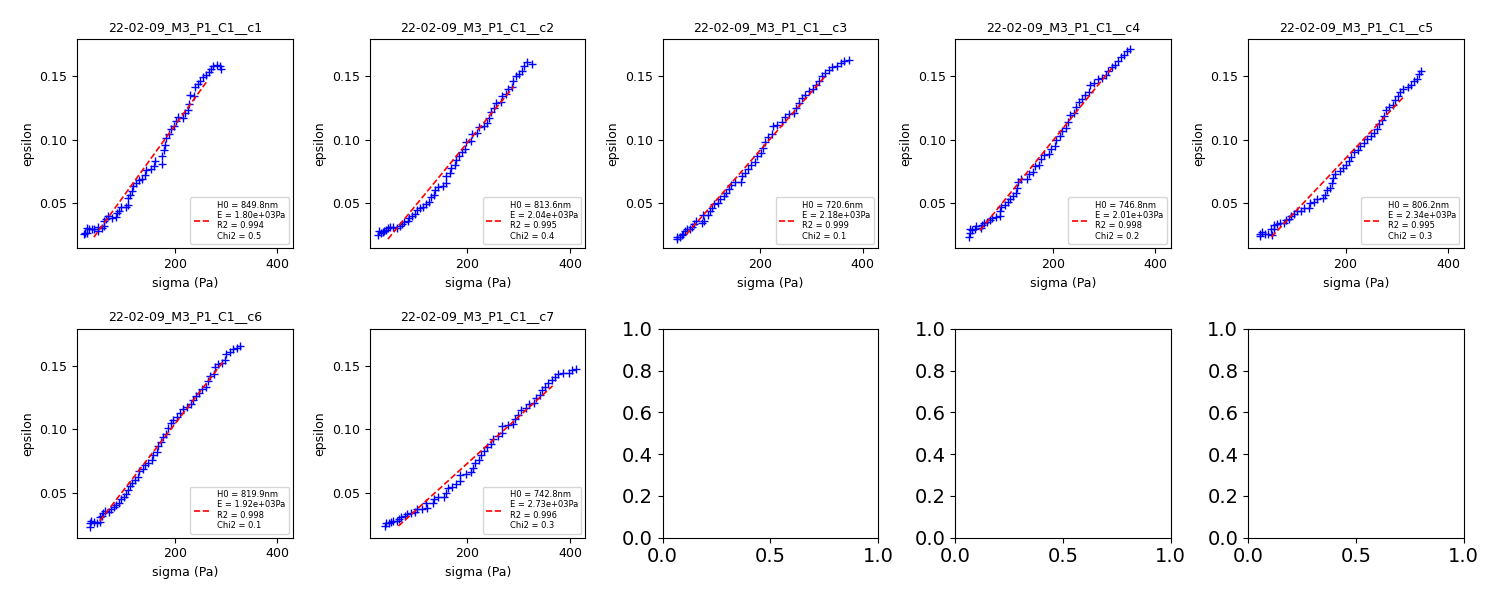 22-02-09_M3_P1_C1__c1
epsilon
0.15
0.10
0.05
200
400
sigma (Pa)
H0 = 849.8nm
E = 1.80e+03Pa
R2 = 0.994
Chi2 = 0.5
22-02-09_M3_P1_C1__c2
epsilon
0.15
0.10
0.05
200
400
sigma (Pa)
H0 = 813.6nm
E = 2.04e+03Pa
R2 = 0.995
Chi2 = 0.4
22-02-09_M3_P1_C1__c3
epsilon
0.15
0.10
0.05
200
400
sigma (Pa)
H0 = 720.6nm
E = 2.18e+03Pa
R2 = 0.999
Chi2 = 0.1
22-02-09_M3_P1_C1__c4
epsilon
0.15
0.10
0.05
200
400
sigma (Pa)
H0 = 746.8nm
E = 2.01e+03Pa
R2 = 0.998
Chi2 = 0.2
22-02-09_M3_P1_C1__c5
epsilon
0.15
0.10
0.05
200
400
sigma (Pa)
H0 = 806.2nm
E = 2.34e+03Pa
R2 = 0.995
Chi2 = 0.3
22-02-09_M3_P1_C1__c6
epsilon
0.15
0.10
0.05
200
400
sigma (Pa)
H0 = 819.9nm
E = 1.92e+03Pa
R2 = 0.998
Chi2 = 0.1
22-02-09_M3_P1_C1__c7
epsilon
0.15
0.10
0.05
200
400
sigma (Pa)
H0 = 742.8nm
E = 2.73e+03Pa
R2 = 0.996
Chi2 = 0.3
1.0
0.8
0.6
0.4
0.2
0.0
0.0
0.5
1.0
1.0
0.8
0.6
0.4
0.2
0.0
0.0
0.5
1.0
1.0
0.8
0.6
0.4
0.2
0.0
0.0
0.5
1.0